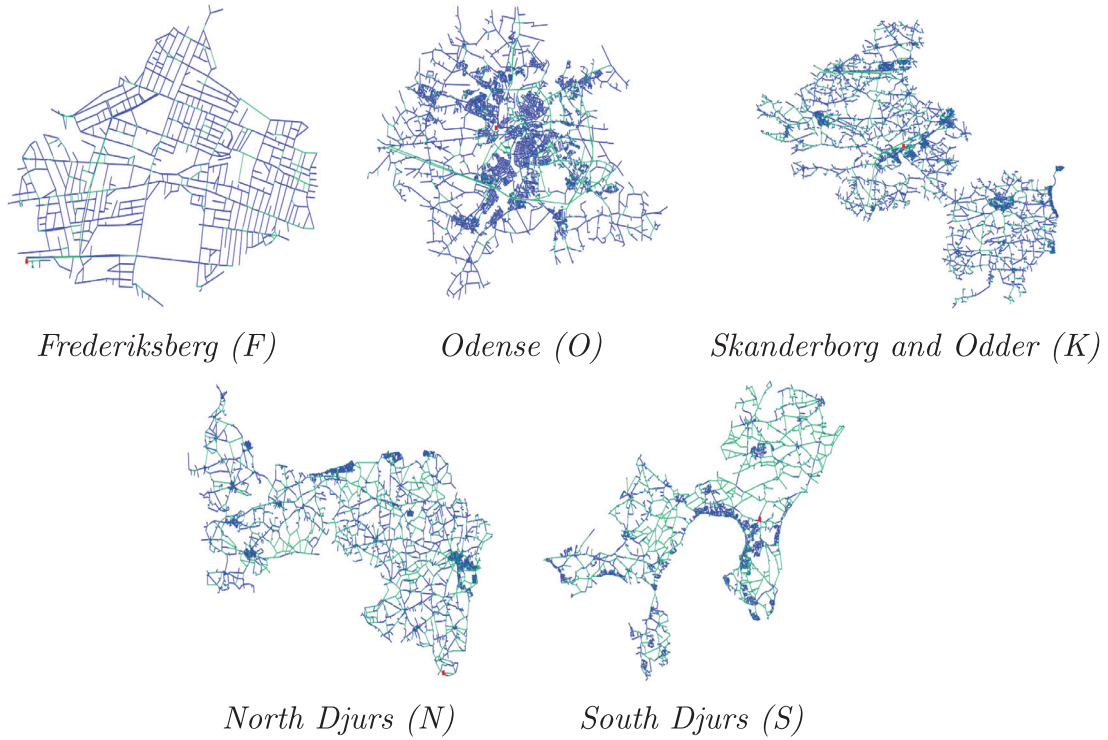 Frederiksberg (F)
Odense (O)
Skanderborg and Odder (K)
North Djurs (N)
South Djurs (S)